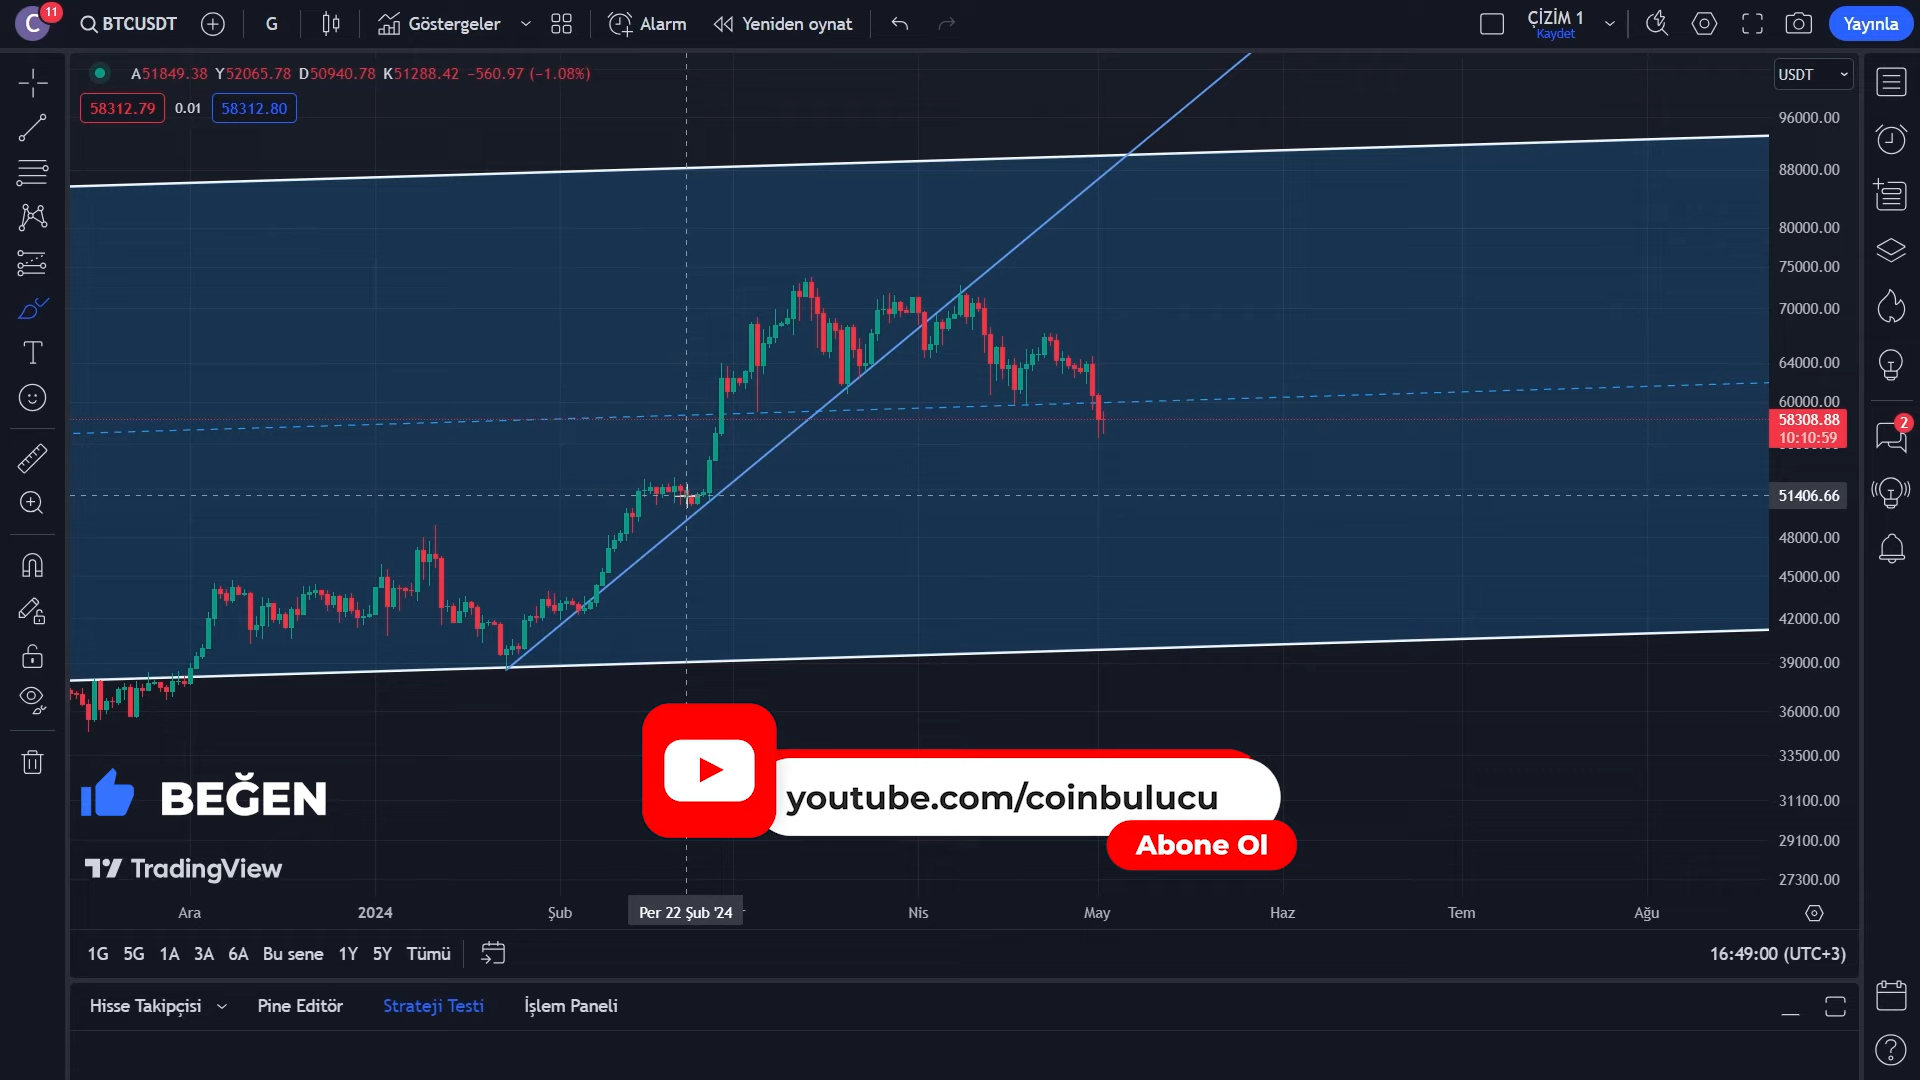 C 11 BTCUSDT G Göstergeler Alarm Yeniden oynat ÇİZİM 1 Kaydet Yayınla
A51849.38 Y52065.78 D50940.78 K51288.42 −560.97 (−1.08%)
USDT
58312.79 0.01 58312.80
96000.00
88000.00
80000.00
75000.00
70000.00
64000.00
60000.00
58308.88
10:10:59
2
51406.66
48000.00
45000.00
42000.00
39000.00
36000.00
33500.00
31100.00
29100.00
27300.00
BEĞEN
youtube.com/coinbulucu
Abone Ol
TradingView
Ara 2024 Şub Per 22 Şub '24 Nis May Haz Tem Ağu
1G 5G 1A 3A 6A Bu sene 1Y 5Y Tümü 16:49:00 (UTC+3)
Hisse Takipçisi Pine Editör Strateji Testi İşlem Paneli